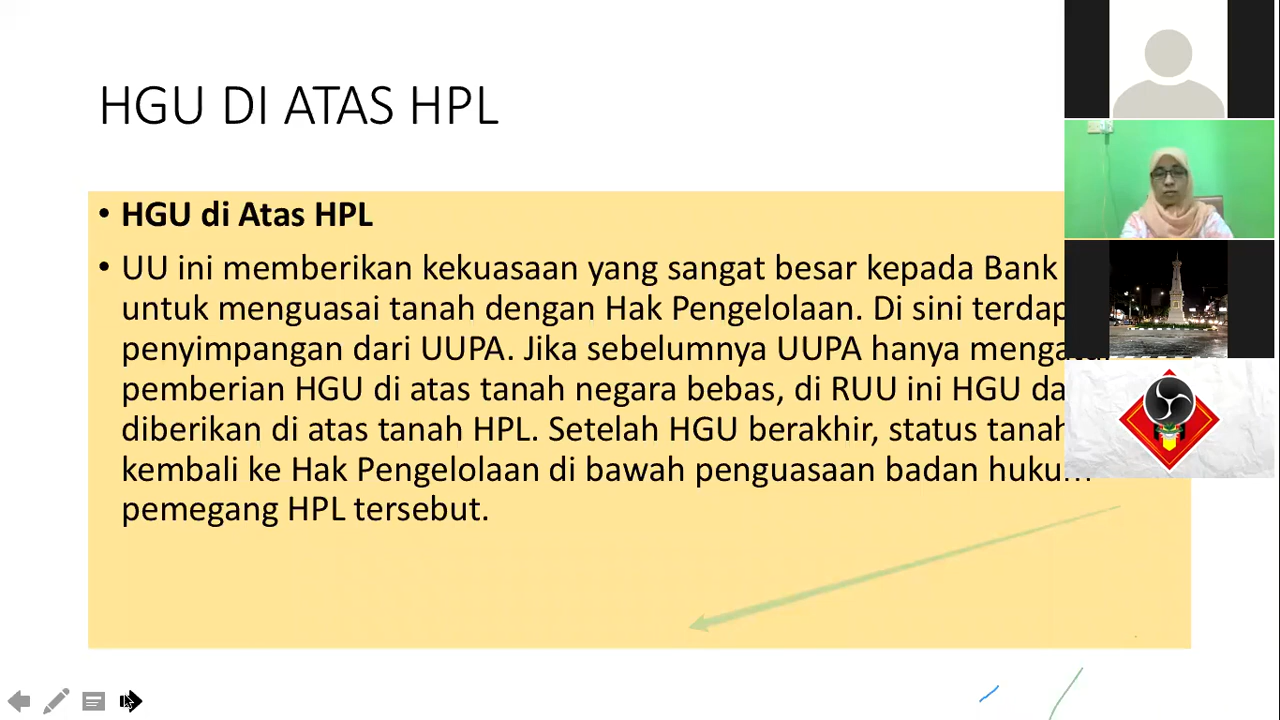 HGU DI ATAS HPL
• HGU di Atas HPL
• UU ini memberikan kekuasaan yang sangat besar kepada Bank
untuk menguasai tanah dengan Hak Pengelolaan. Di sini
penyimpangan dari UUPA. Jika sebelumnya UUPA hanya
pemberian HGU di atas tanah negara bebas, di RUU ini HGU
diberikan di atas tanah HPL. Setelah HGU berakhir, status tanah
kembali ke Hak Pengelolaan di bawah penguasaan badan
pemegang HPL tersebut.